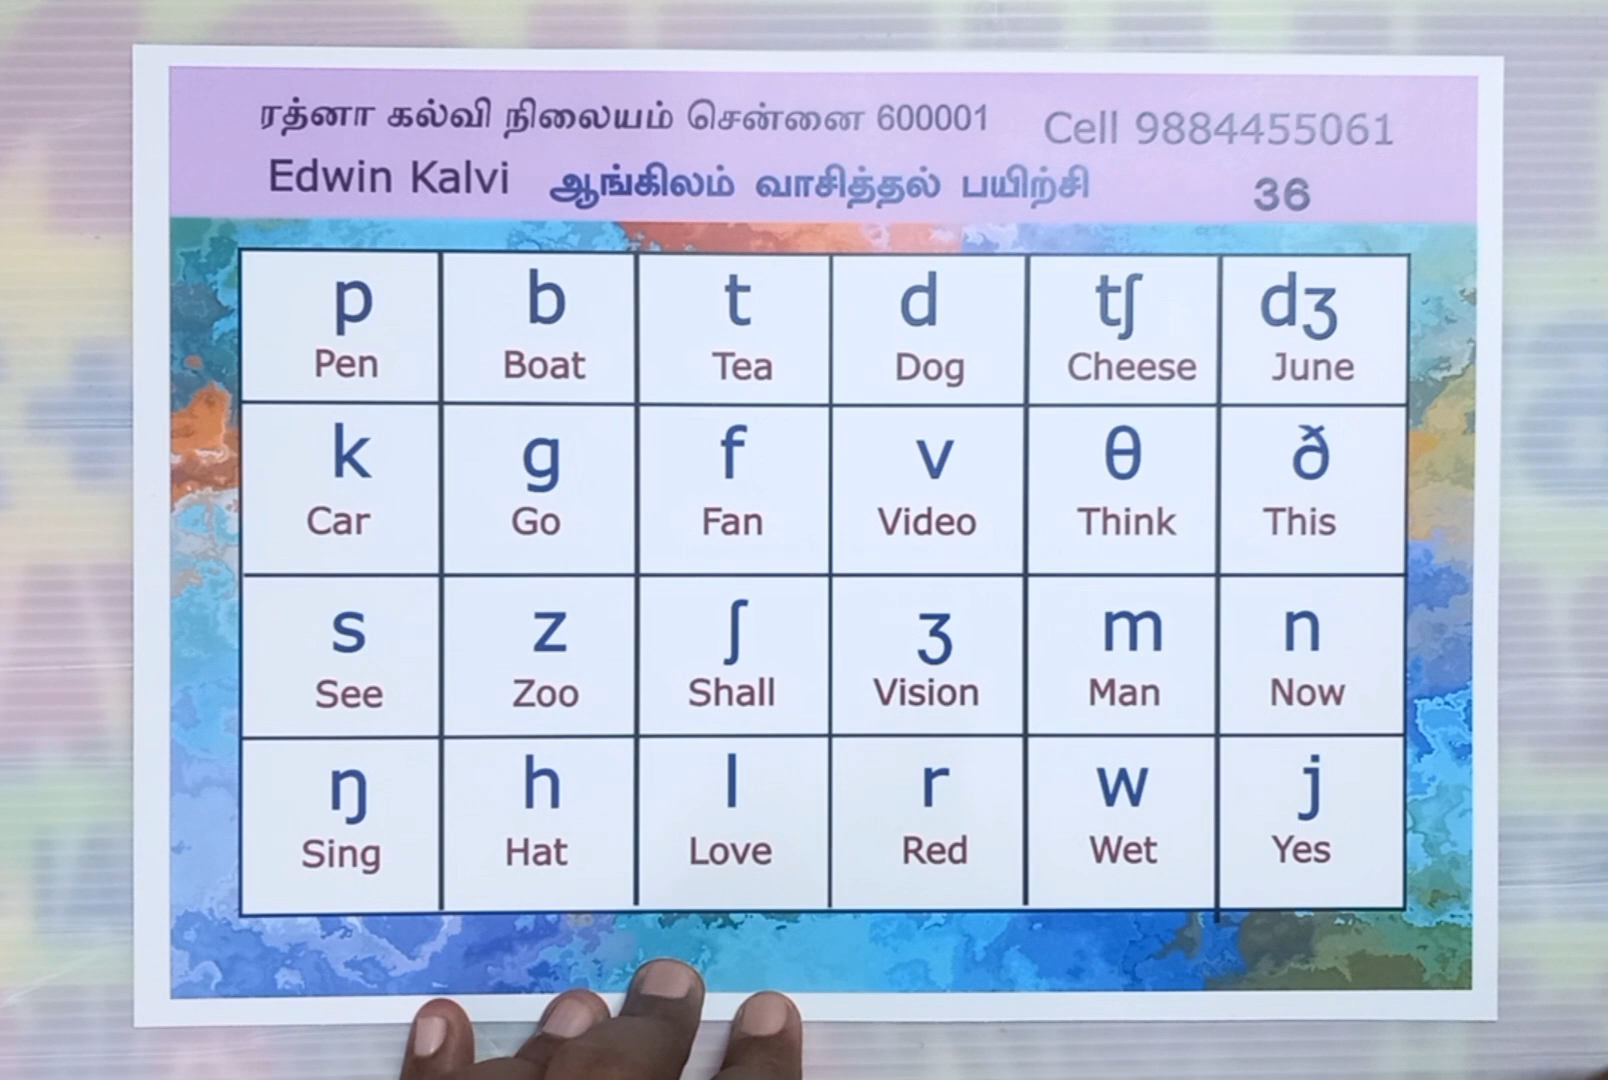 ரத்னா கல்வி நிலையம் சென்னை 600001 Cell 9884455061
Edwin Kalvi ஆங்கிலம் வாசித்தல் பயிற்சி 36
p b t d tʃ dʒ
Pen Boat Tea Dog Cheese June
k g f v θ ð
Car Go Fan Video Think This
s z ʃ ʒ m n
See Zoo Shall Vision Man Now
ŋ h l r w j
Sing Hat Love Red Wet Yes